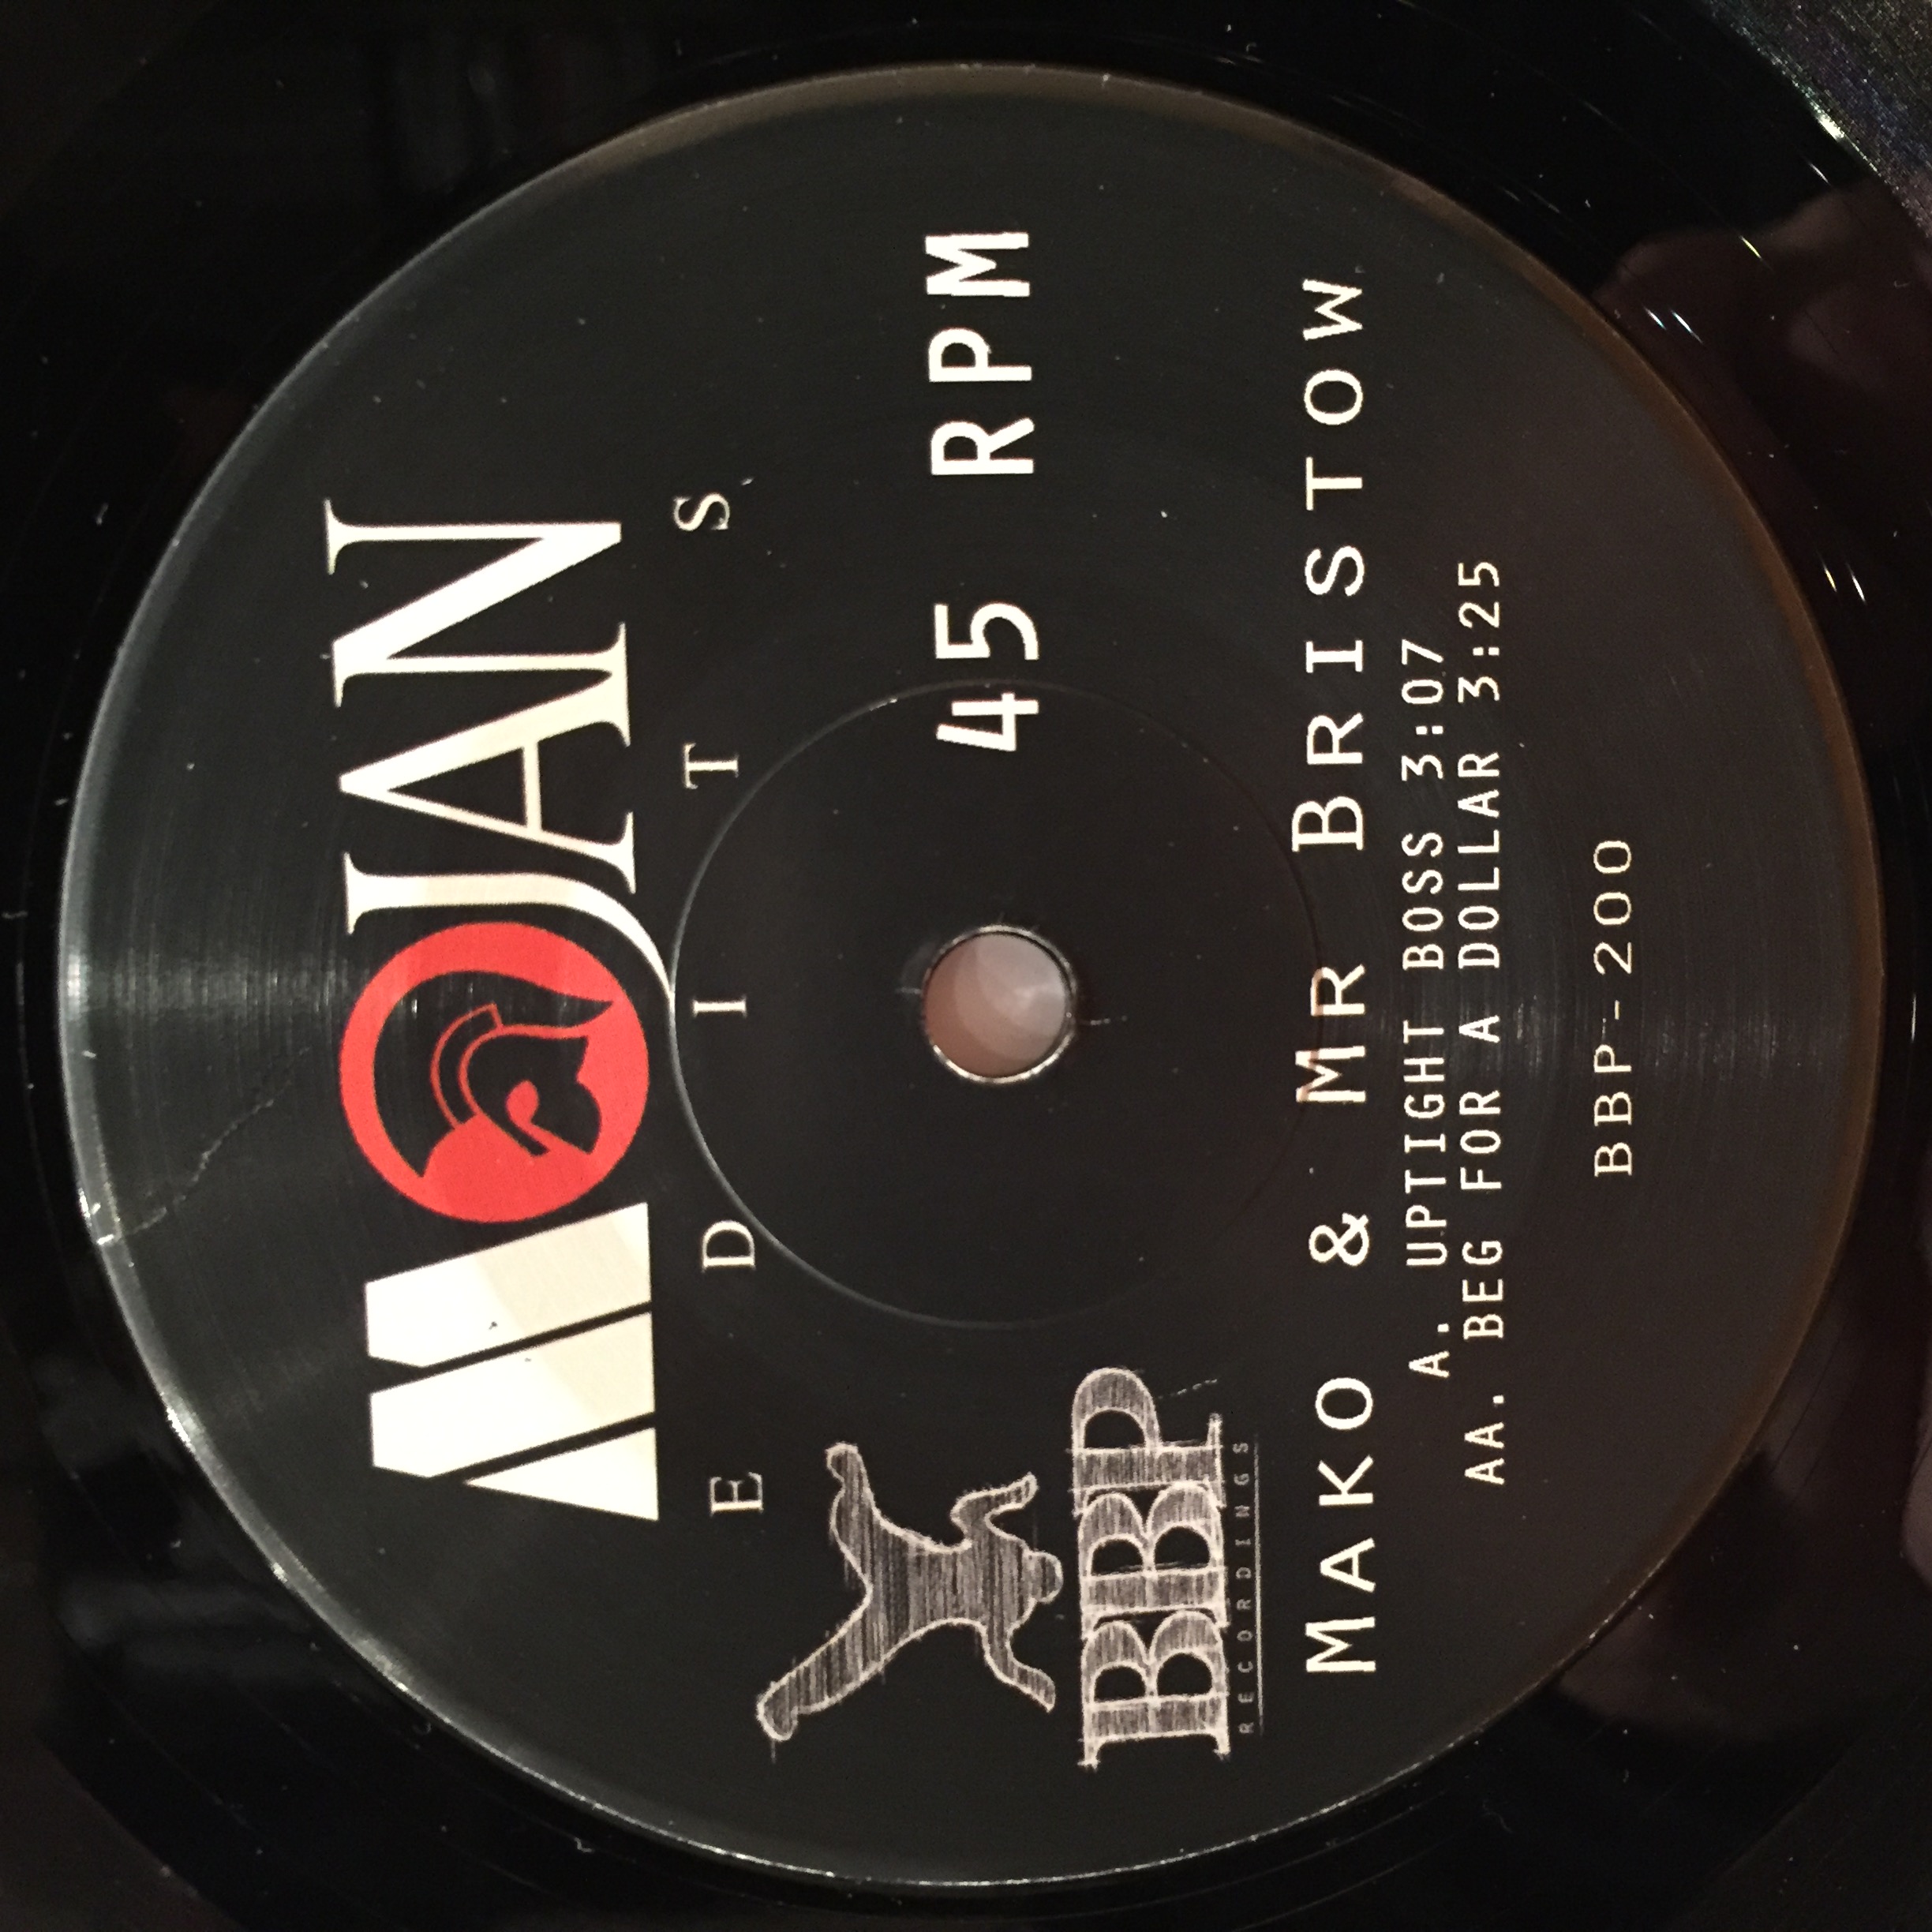 MOJAN
EDITS
45 RPM
BBP
RECORDINGS
MAKO & MR BRISTOW
A. UPTIGHT BOSS 3:07
AA. BEG FOR A DOLLAR 3:25
BBP-200